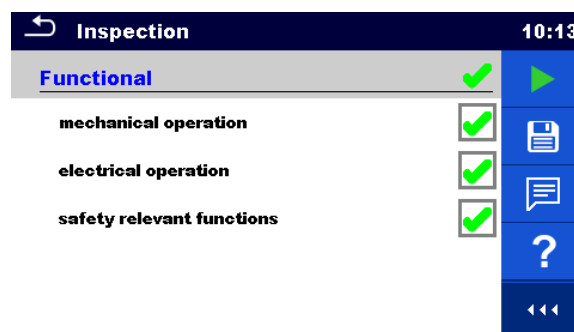 Inspection 10:13
Functional
mechanical operation
electrical operation
safety relevant functions
?